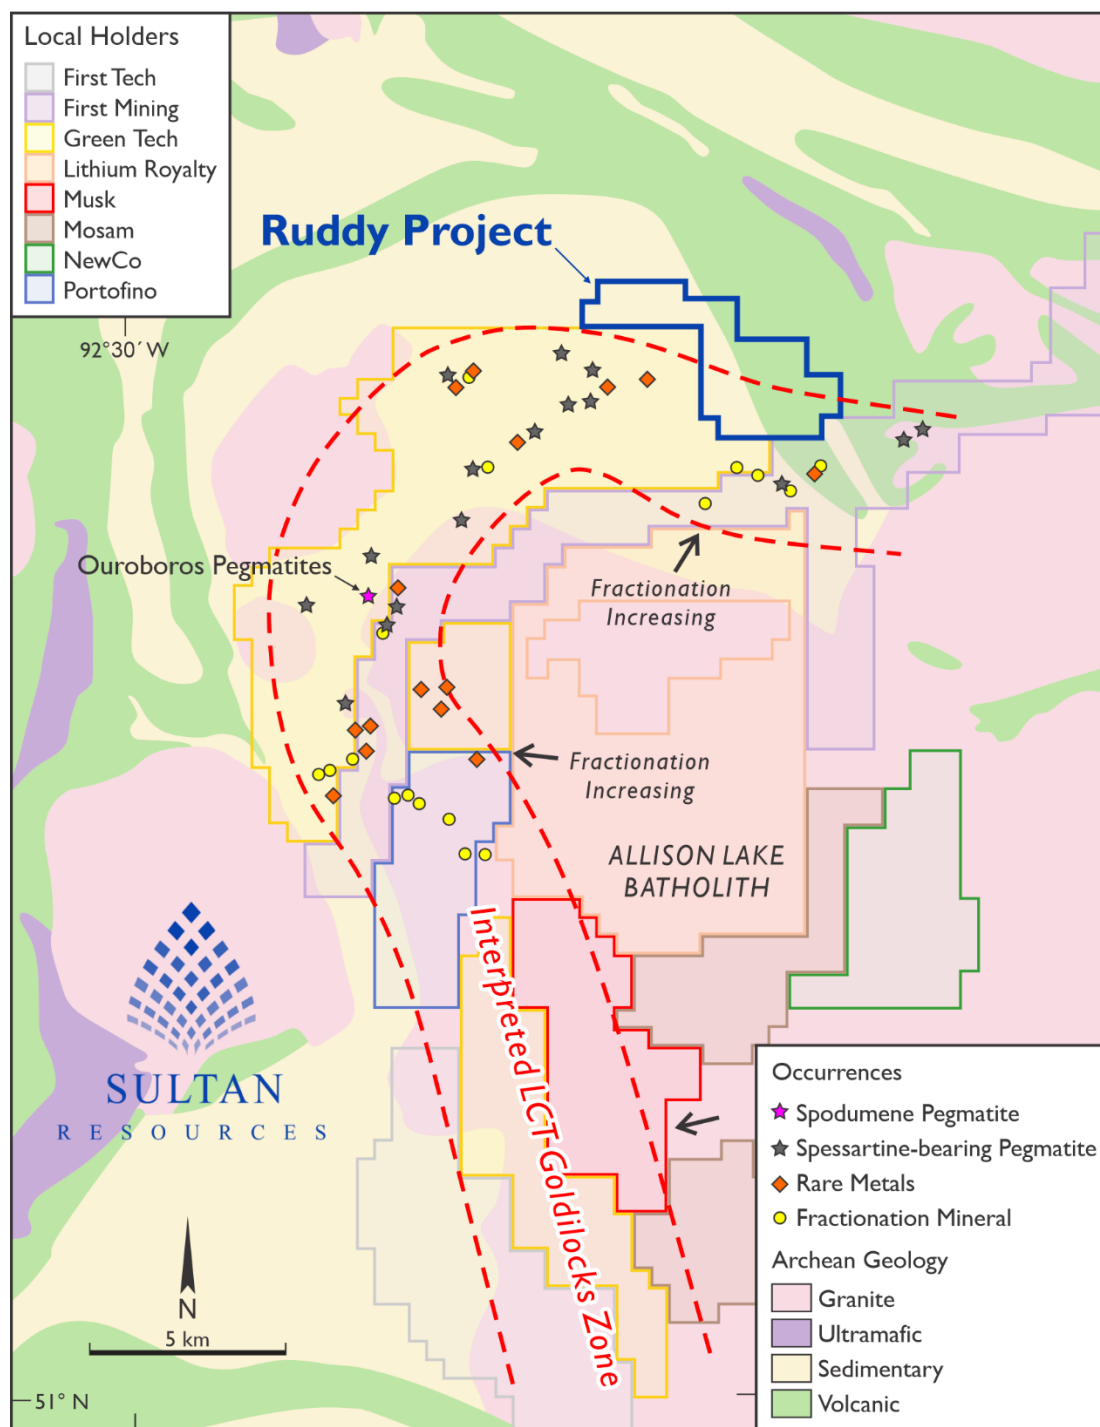 Local Holders
First Tech
First Mining
Green Tech
Lithium Royalty
Musk
Mosam
NewCo
Portofino
Ruddy Project
92°30´ W
Ouroboros Pegmatites
Fractionation
Increasing
Fractionation
Increasing
ALLISON LAKE
BATHOLITH
Interpreted LCT Goldilocks Zone
SULTAN
RESOURCES
N
5 km
51° N
Occurrences
Spodumene Pegmatite
Spessartine-bearing Pegmatite
Rare Metals
Fractionation Mineral
Archean Geology
Granite
Ultramafic
Sedimentary
Volcanic